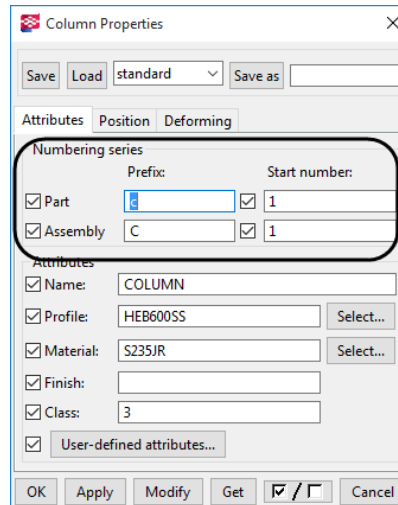 Column Properties
Save Load standard Save as
Attributes Position Deforming
Numbering series
Prefix: Start number:
Part c 1
Assembly C 1
Attributes
Name: COLUMN
Profile: HEB600SS Select...
Material: S235JR Select...
Finish:
Class: 3
User-defined attributes...
OK Apply Modify Get / Cancel